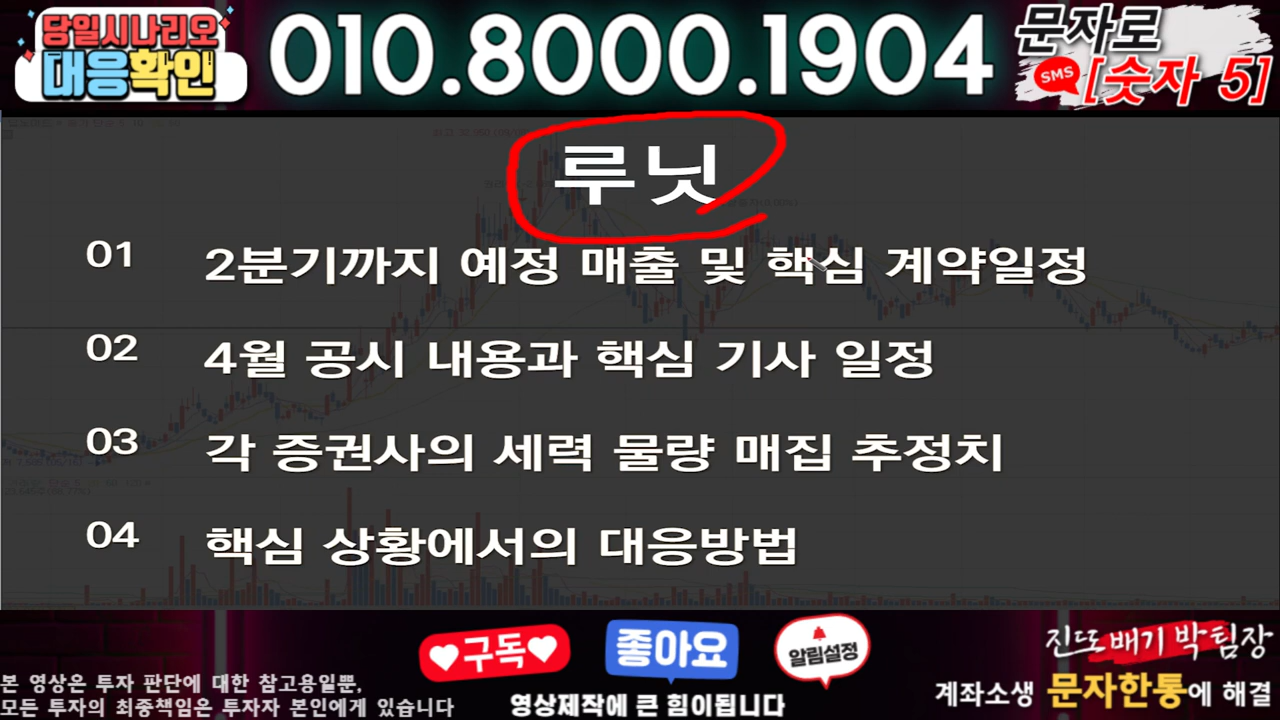 당일시나리오
대응확인
010.8000.1904
문자로
SMS [숫자 5]
루닛
01 2분기까지 예정 매출 및 핵심 계약일정
02 4월 공시 내용과 핵심 기사 일정
03 각 증권사의 세력 물량 매집 추정치
04 핵심 상황에서의 대응방법
구독 좋아요 알림설정
진또배기 박팀장
본 영상은 투자 판단에 대한 참고용일뿐,
모든 투자의 최종책임은 투자자 본인에게 있습니다
영상제작에 큰 힘이됩니다
계좌소생 문자한통에 해결